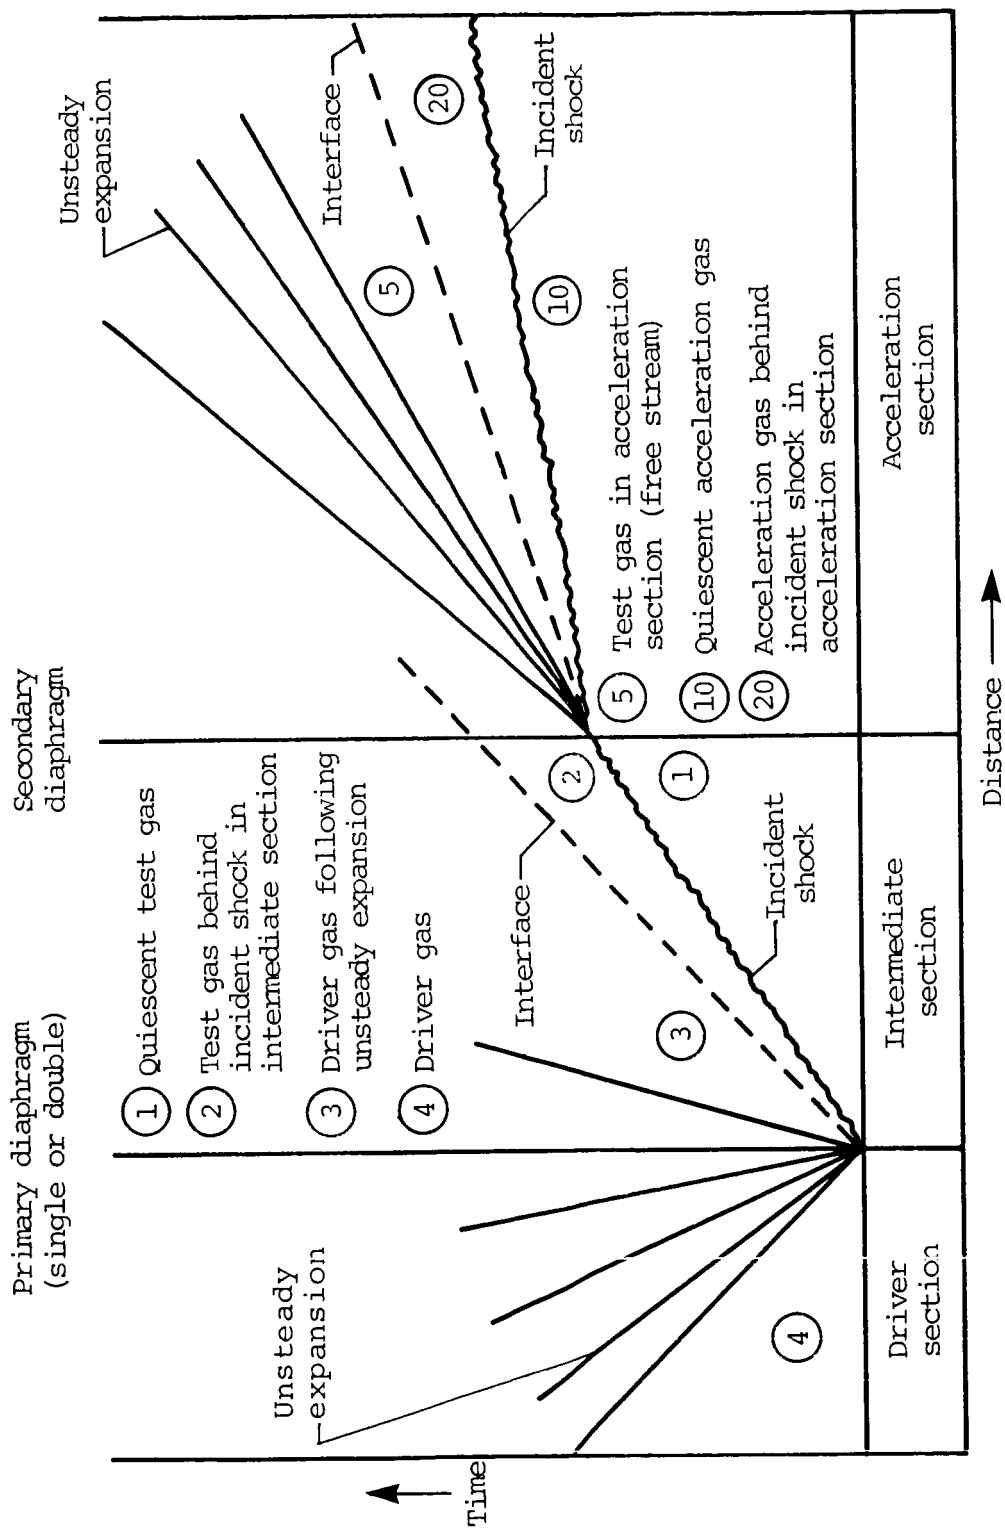 Primary diaphragm
(single or double)
Secondary
diaphragm
1 Quiescent test gas
2 Test gas behind
incident shock in
intermediate section
3 Driver gas following
unsteady expansion
4 Driver gas
Unsteady
expansion
Unsteady
expansion
Interface
Interface
5
20
10
Incident
shock
2
1
3
4
Incident
shock
5 Test gas in acceleration
section (free stream)
10 Quiescent acceleration gas
20 Acceleration gas behind
incident shock in
acceleration section
Time
Driver
section
Intermediate
section
Acceleration
section
Distance